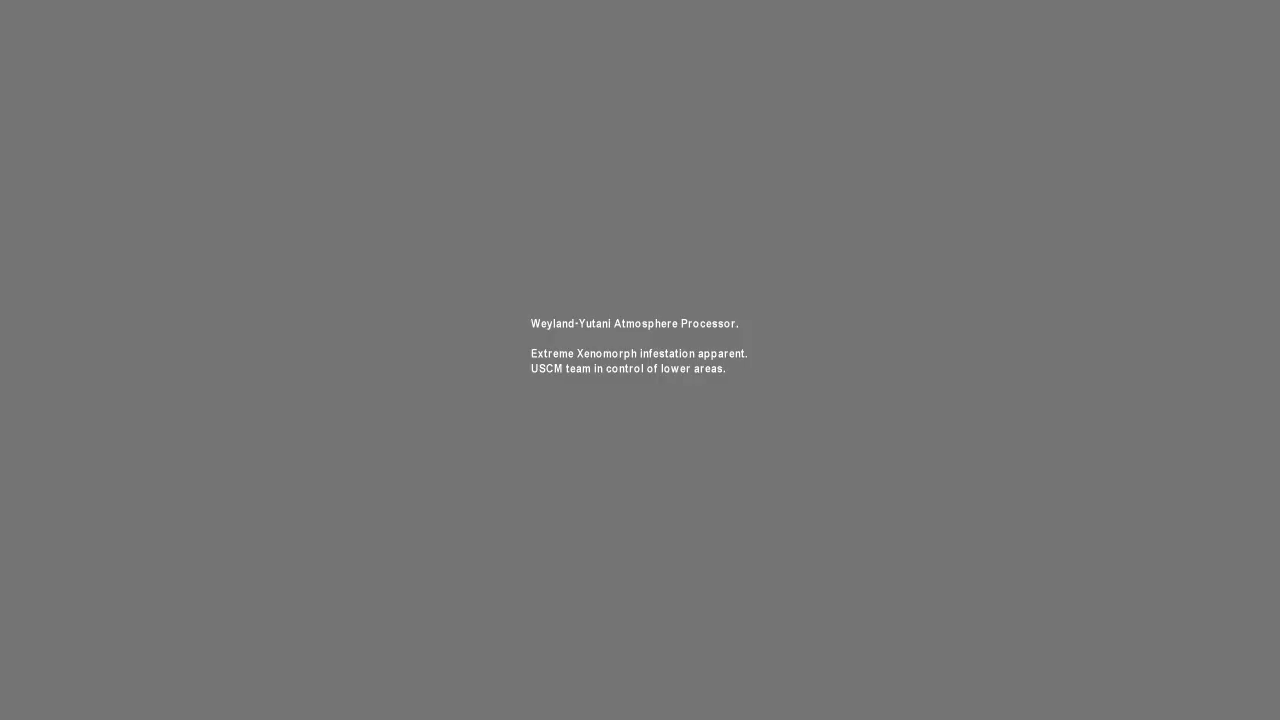 Weyland-Yutani Atmosphere Processor.
Extreme Xenomorph infestation apparent.
USCM team in control of lower areas.